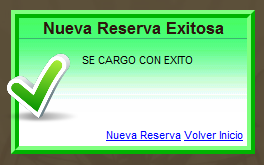 Nueva Reserva Exitosa
SE CARGO CON EXITO
Nueva Reserva Volver Inicio